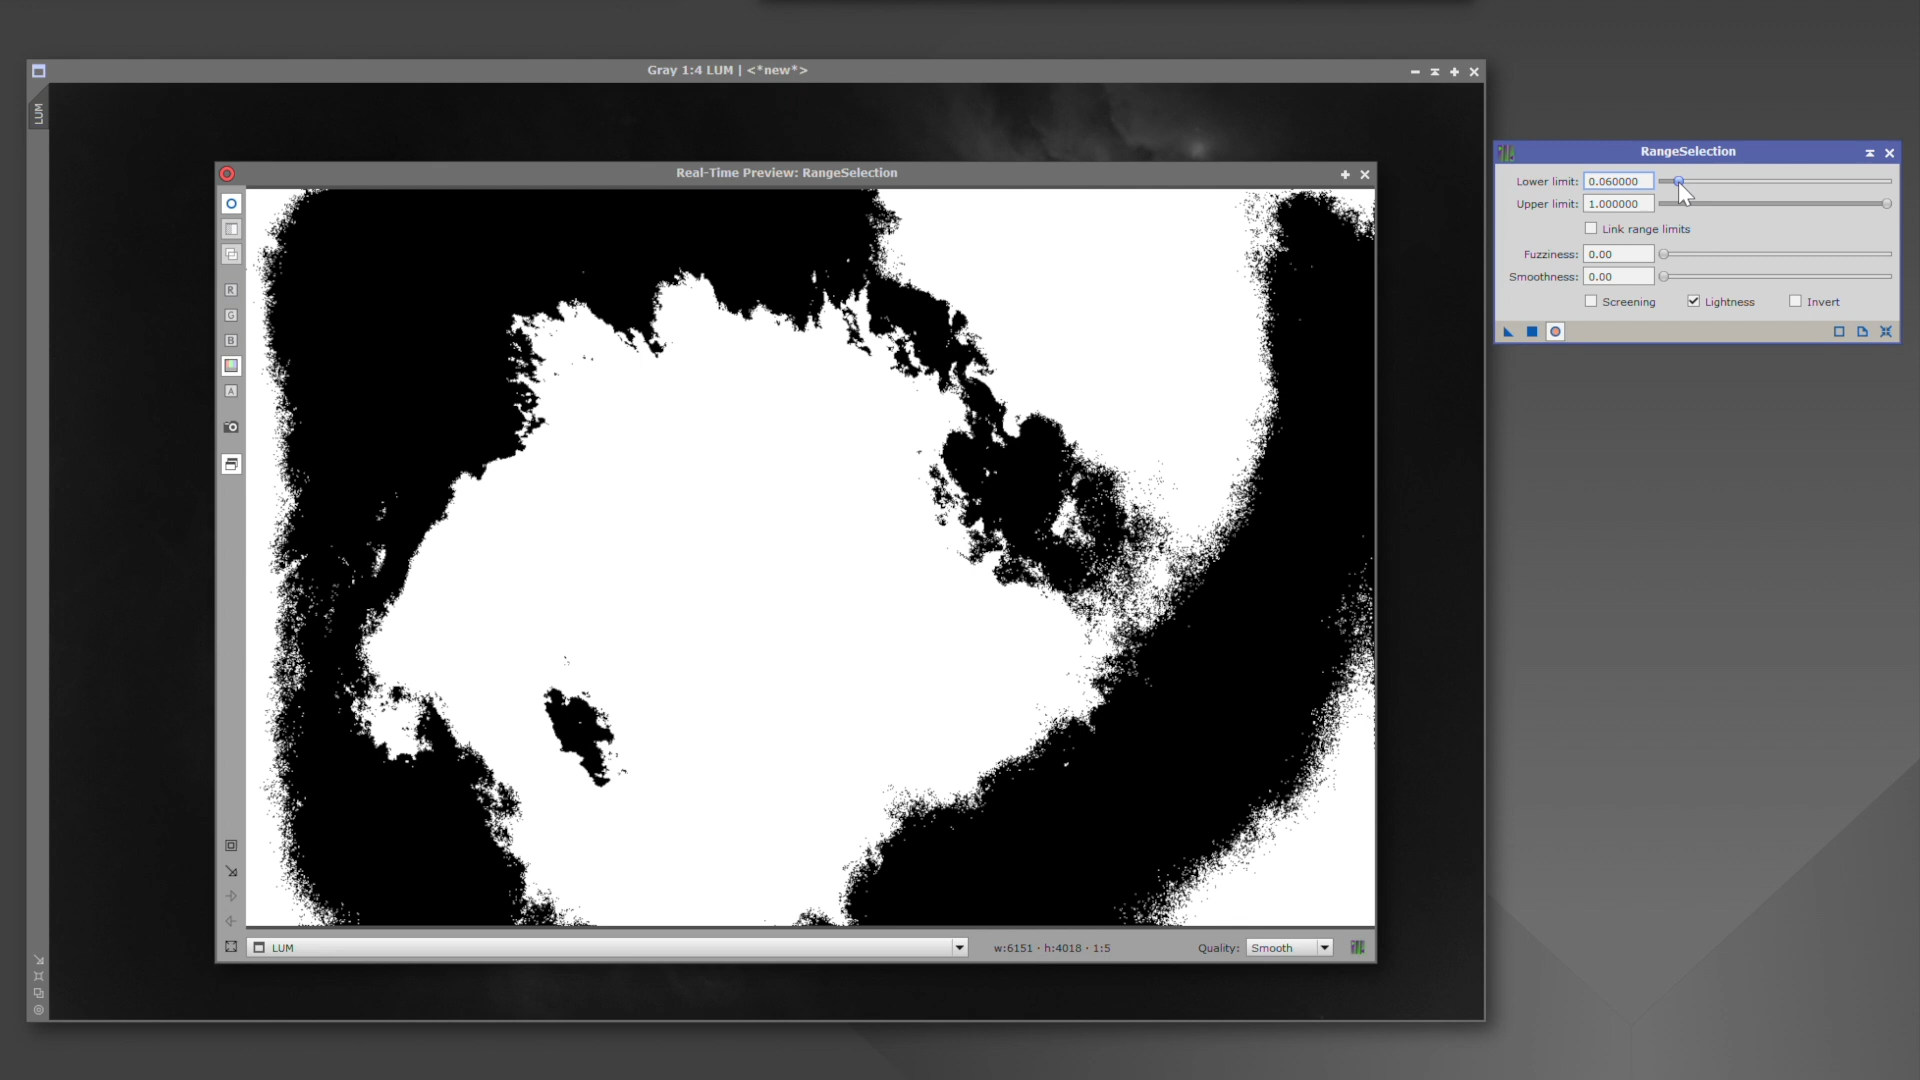 Gray 1:4 LUM | <*new*>
LUM
Real-Time Preview: RangeSelection
R
G
B
A
LUM
w:6151 · h:4018 · 1:5
Quality: Smooth
RangeSelection
Lower limit: 0.060000
Upper limit: 1.000000
Link range limits
Fuzziness: 0.00
Smoothness: 0.00
Screening Lightness Invert